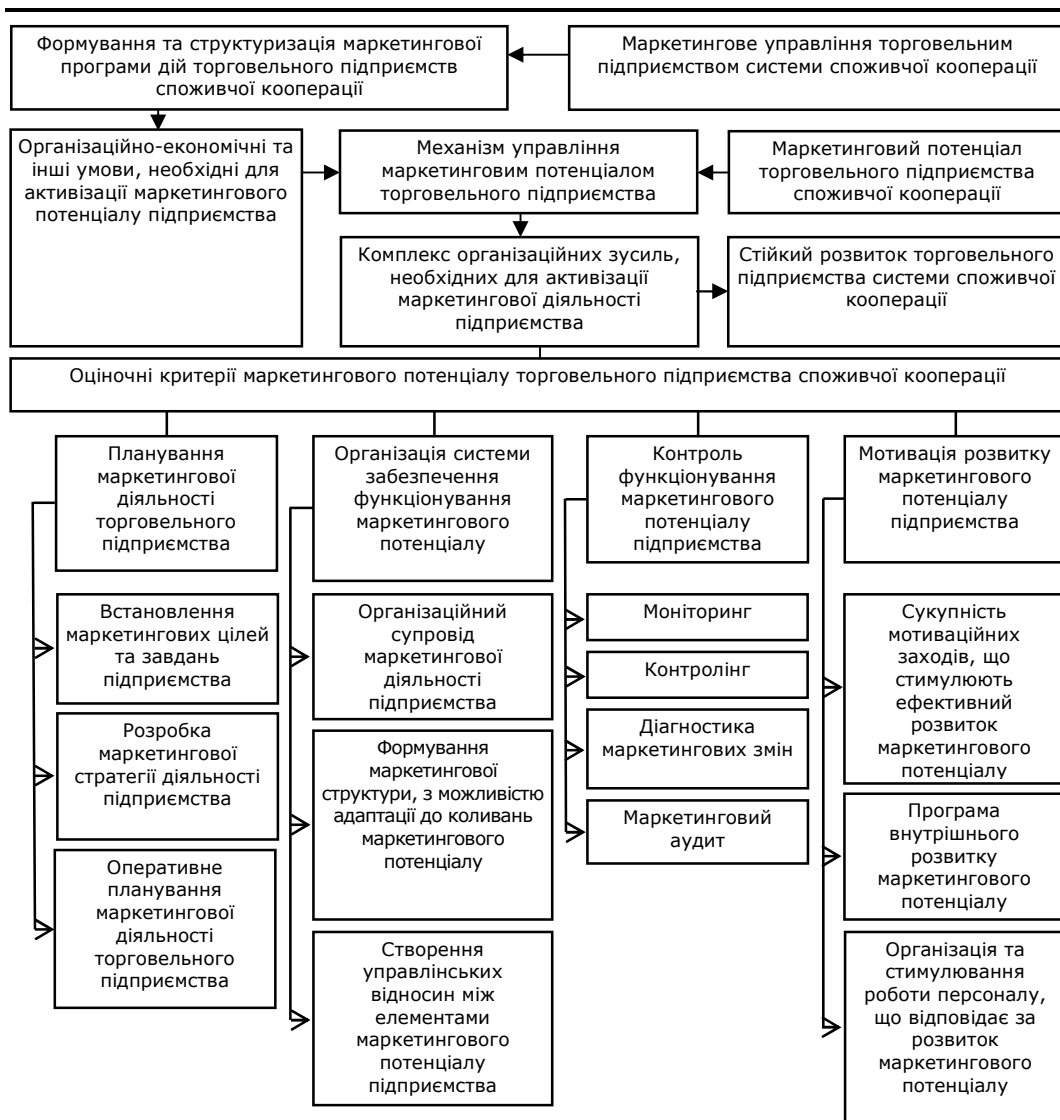 Формування та структуризація маркетингової
програми дій торговельного підприємств
споживчої кооперації
Маркетингове управління торговельним
підприємством системи споживчої кооперації
Організаційно-економічні та
інші умови, необхідні для
активізації маркетингового
потенціалу підприємства
Механізм управління
маркетинговим потенціалом
торговельного підприємства
Маркетинговий потенціал
торговельного підприємства
споживчої кооперації
Комплекс організаційних зусиль,
необхідних для активізації
маркетингової діяльності
підприємства
Стійкий розвиток торговельного
підприємства системи споживчої
кооперації
Оціночні критерії маркетингового потенціалу торговельного підприємства споживчої кооперації
Планування
маркетингової
діяльності
торговельного
підприємства
Встановлення
маркетингових цілей
та завдань
підприємства
Розробка
маркетингової
стратегії діяльності
підприємства
Оперативне
планування
маркетингової
діяльності
торговельного
підприємства
Організація системи
забезпечення
функціонування
маркетингового
потенціалу
Організаційний
супровід
маркетингової
діяльності
підприємства
Формування
маркетингової
структури, з можливістю
адаптації до коливань
маркетингового
потенціалу
Створення
управлінських
відносин між
елементами
маркетингового
потенціалу
підприємства
Контроль
функціонування
маркетингового
потенціалу
підприємства
Моніторинг
Контролінг
Діагностика
маркетингових змін
Маркетинговий
аудит
Мотивація розвитку
маркетингового
потенціалу
підприємства
Сукупність
мотиваційних
заходів, що
стимулюють
ефективний
розвиток
маркетингового
потенціалу
Програма
внутрішнього
розвитку
маркетингового
потенціалу
Організація та
стимулювання
роботи персоналу,
що відповідає за
розвиток
маркетингового
потенціалу